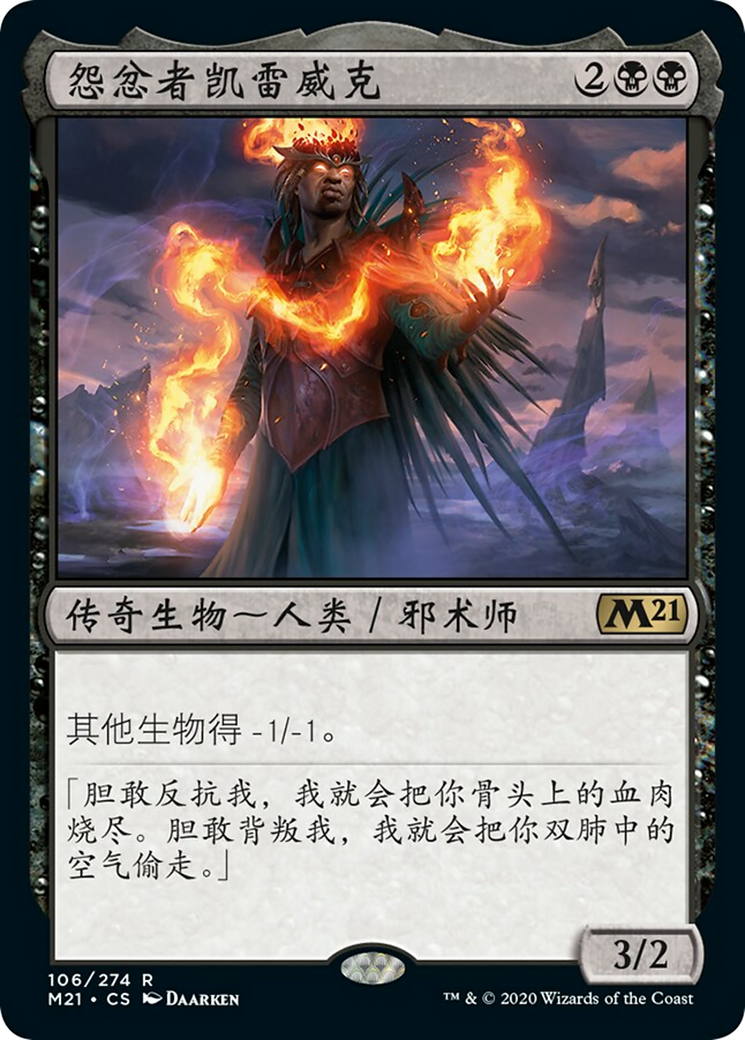 怨忿者凯雷威克 2
传奇生物～人类／邪术师 M21
其他生物得 -1/-1。
「胆敢反抗我，我就会把你骨头上的血肉
烧尽。胆敢背叛我，我就会把你双肺中的
空气偷走。」
3/2
106/274 R
M21 • CS DAARKEN
™ & © 2020 Wizards of the Coast